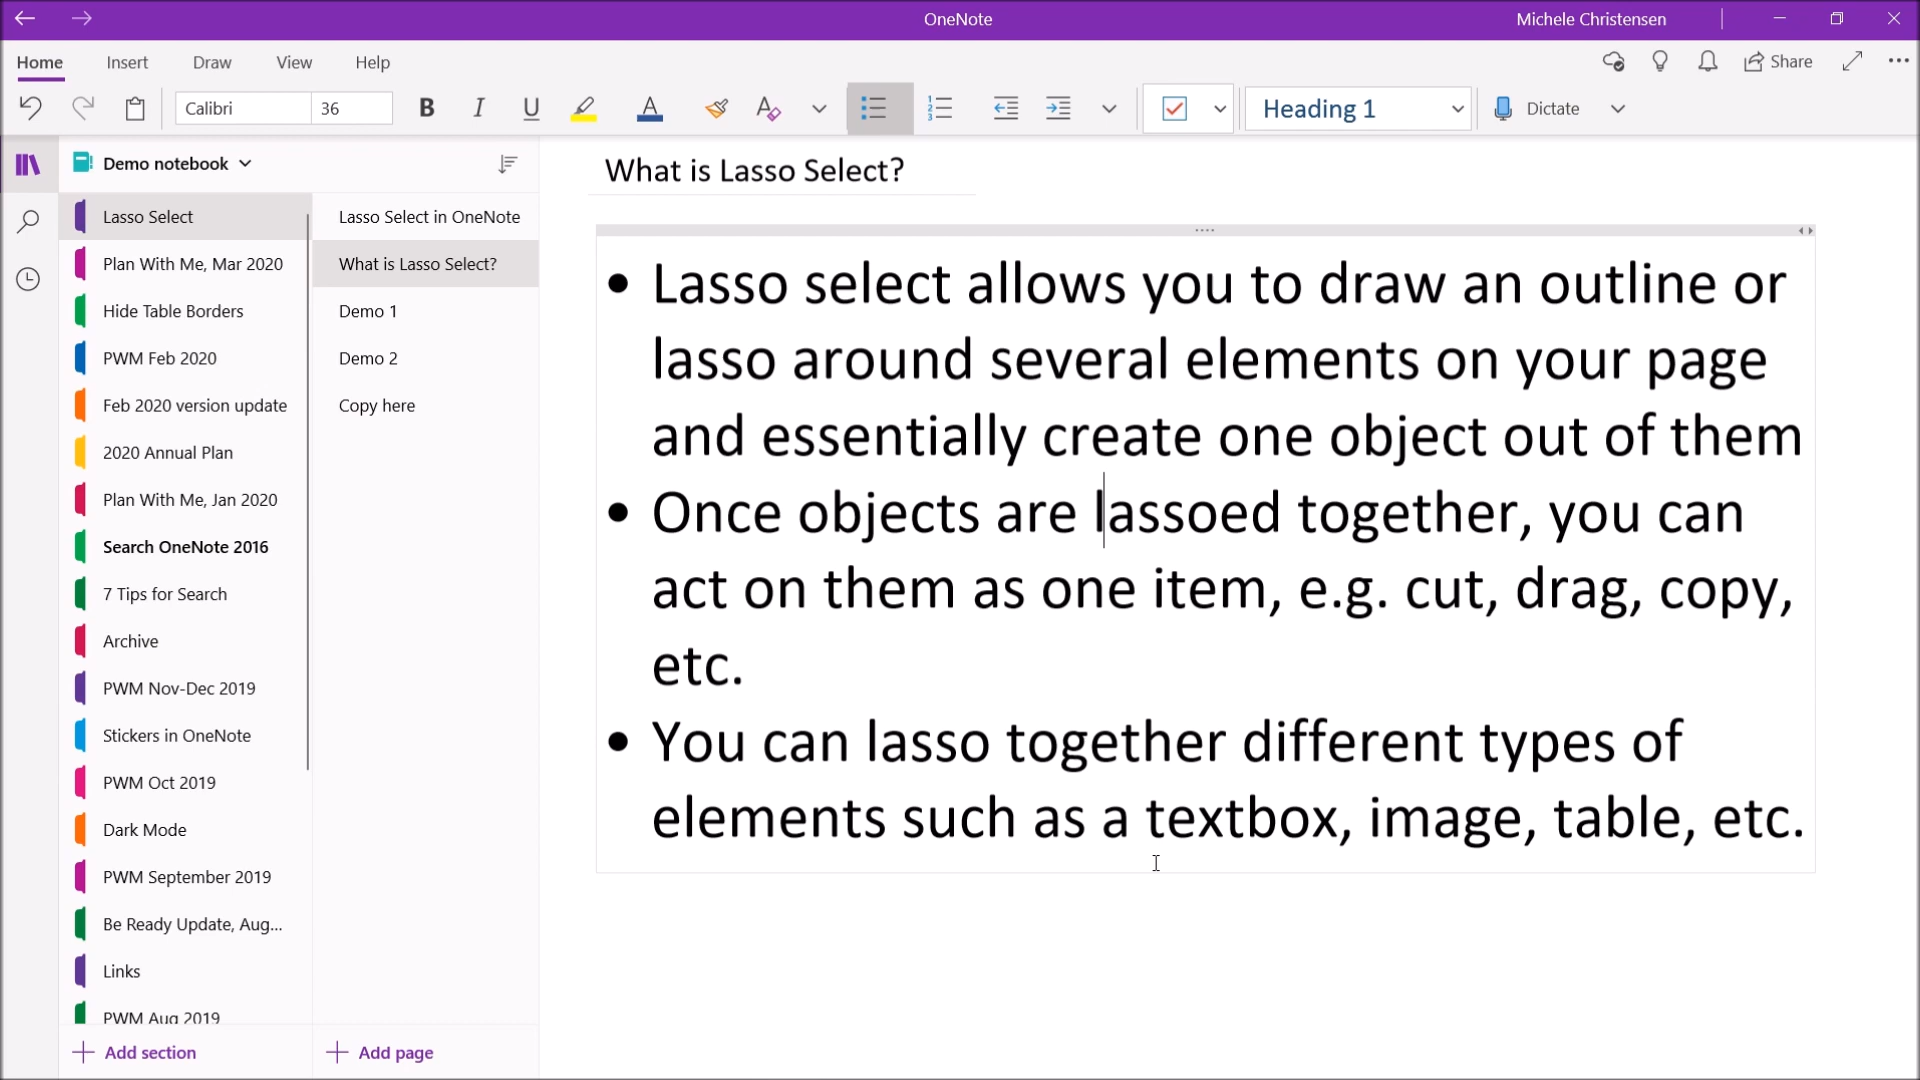 OneNote
Michele Christensen
Home Insert Draw View Help
Share
Calibri 36 B I U A A Heading 1 Dictate
Demo notebook
Lasso Select
Plan With Me, Mar 2020
Hide Table Borders
PWM Feb 2020
Feb 2020 version update
2020 Annual Plan
Plan With Me, Jan 2020
Search OneNote 2016
7 Tips for Search
Archive
PWM Nov-Dec 2019
Stickers in OneNote
PWM Oct 2019
Dark Mode
PWM September 2019
Be Ready Update, Aug...
Links
PWM Aug 2019
Add section
Lasso Select in OneNote
What is Lasso Select?
Demo 1
Demo 2
Copy here
Add page
What is Lasso Select?
• Lasso select allows you to draw an outline or
lasso around several elements on your page
and essentially create one object out of them
• Once objects are lassoed together, you can
act on them as one item, e.g. cut, drag, copy,
etc.
• You can lasso together different types of
elements such as a textbox, image, table, etc.